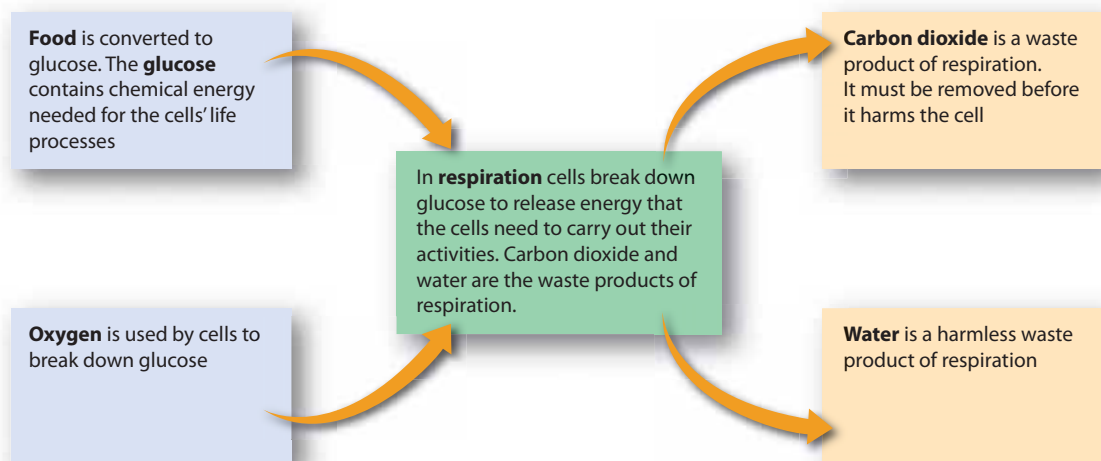 Food is converted to
glucose. The glucose
contains chemical energy
needed for the cells’ life
processes
Oxygen is used by cells to
break down glucose
In respiration cells break down
glucose to release energy that
the cells need to carry out their
activities. Carbon dioxide and
water are the waste products of
respiration.
Carbon dioxide is a waste
product of respiration.
It must be removed before
it harms the cell
Water is a harmless waste
product of respiration